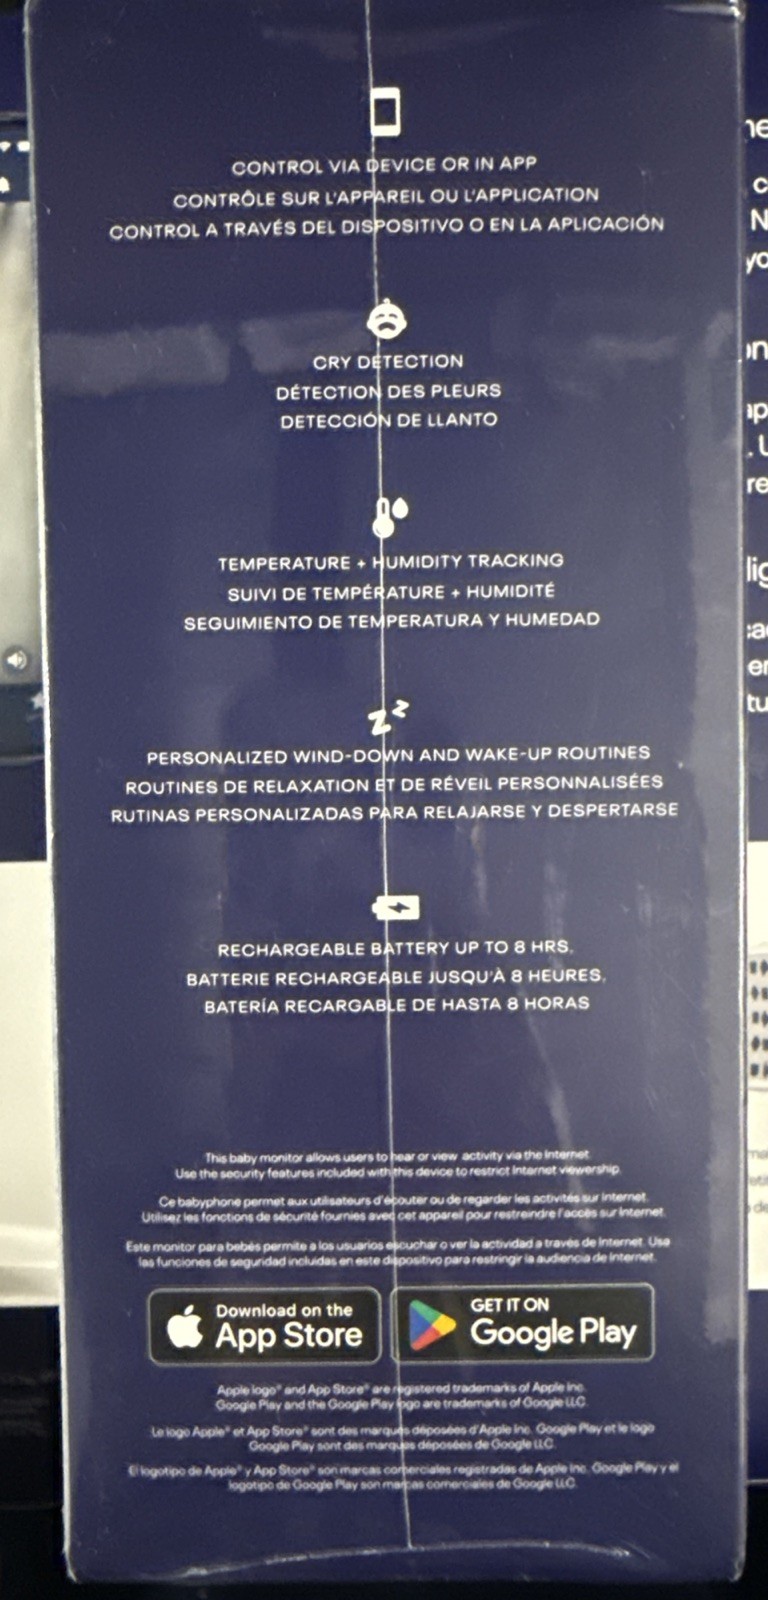 CONTROL VIA DEVICE OR IN APP
CONTRÔLE SUR L'APPAREIL OU L'APPLICATION
CONTROL A TRAVÉS DEL DISPOSITIVO O EN LA APLICACIÓN
CRY DETECTION
DÉTECTION DES PLEURS
DETECCIÓN DE LLANTO
TEMPERATURE + HUMIDITY TRACKING
SUIVI DE TEMPÉRATURE + HUMIDITÉ
SEGUIMIENTO DE TEMPERATURA Y HUMEDAD
PERSONALIZED WIND-DOWN AND WAKE-UP ROUTINES
ROUTINES DE RELAXATION ET DE RÉVEIL PERSONNALISÉES
RUTINAS PERSONALIZADAS PARA RELAJARSE Y DESPERTARSE
RECHARGEABLE BATTERY UP TO 8 HRS.
BATTERIE RECHARGEABLE JUSQU'À 8 HEURES.
BATERÍA RECARGABLE DE HASTA 8 HORAS
This baby monitor allows users to hear or view activity via the Internet.
Use the security features included with this device to restrict Internet viewership.
Ce babyphone permet aux utilisateurs d'écouter ou de regarder les activités sur Internet.
Utilisez les fonctions de sécurité fournies avec cet appareil pour restreindre l'accès sur Internet.
Este monitor para bebés permite a los usuarios escuchar o ver la actividad a través de Internet. Use
las funciones de seguridad incluidas en este dispositivo para restringir la audiencia de Internet.
Download on the
App Store
GET IT ON
Google Play
Apple logo® and App Store® are registered trademarks of Apple Inc.
Google Play and the Google Play logo are trademarks of Google LLC.
Le logo Apple® et App Store® sont des marques déposées d'Apple Inc. Google Play et le logo
Google Play sont des marques déposées de Google LLC.
El logotipo de Apple® y App Store® son marcas comerciales registradas de Apple Inc. Google Play y el
logotipo de Google Play son marcas comerciales de Google LLC.